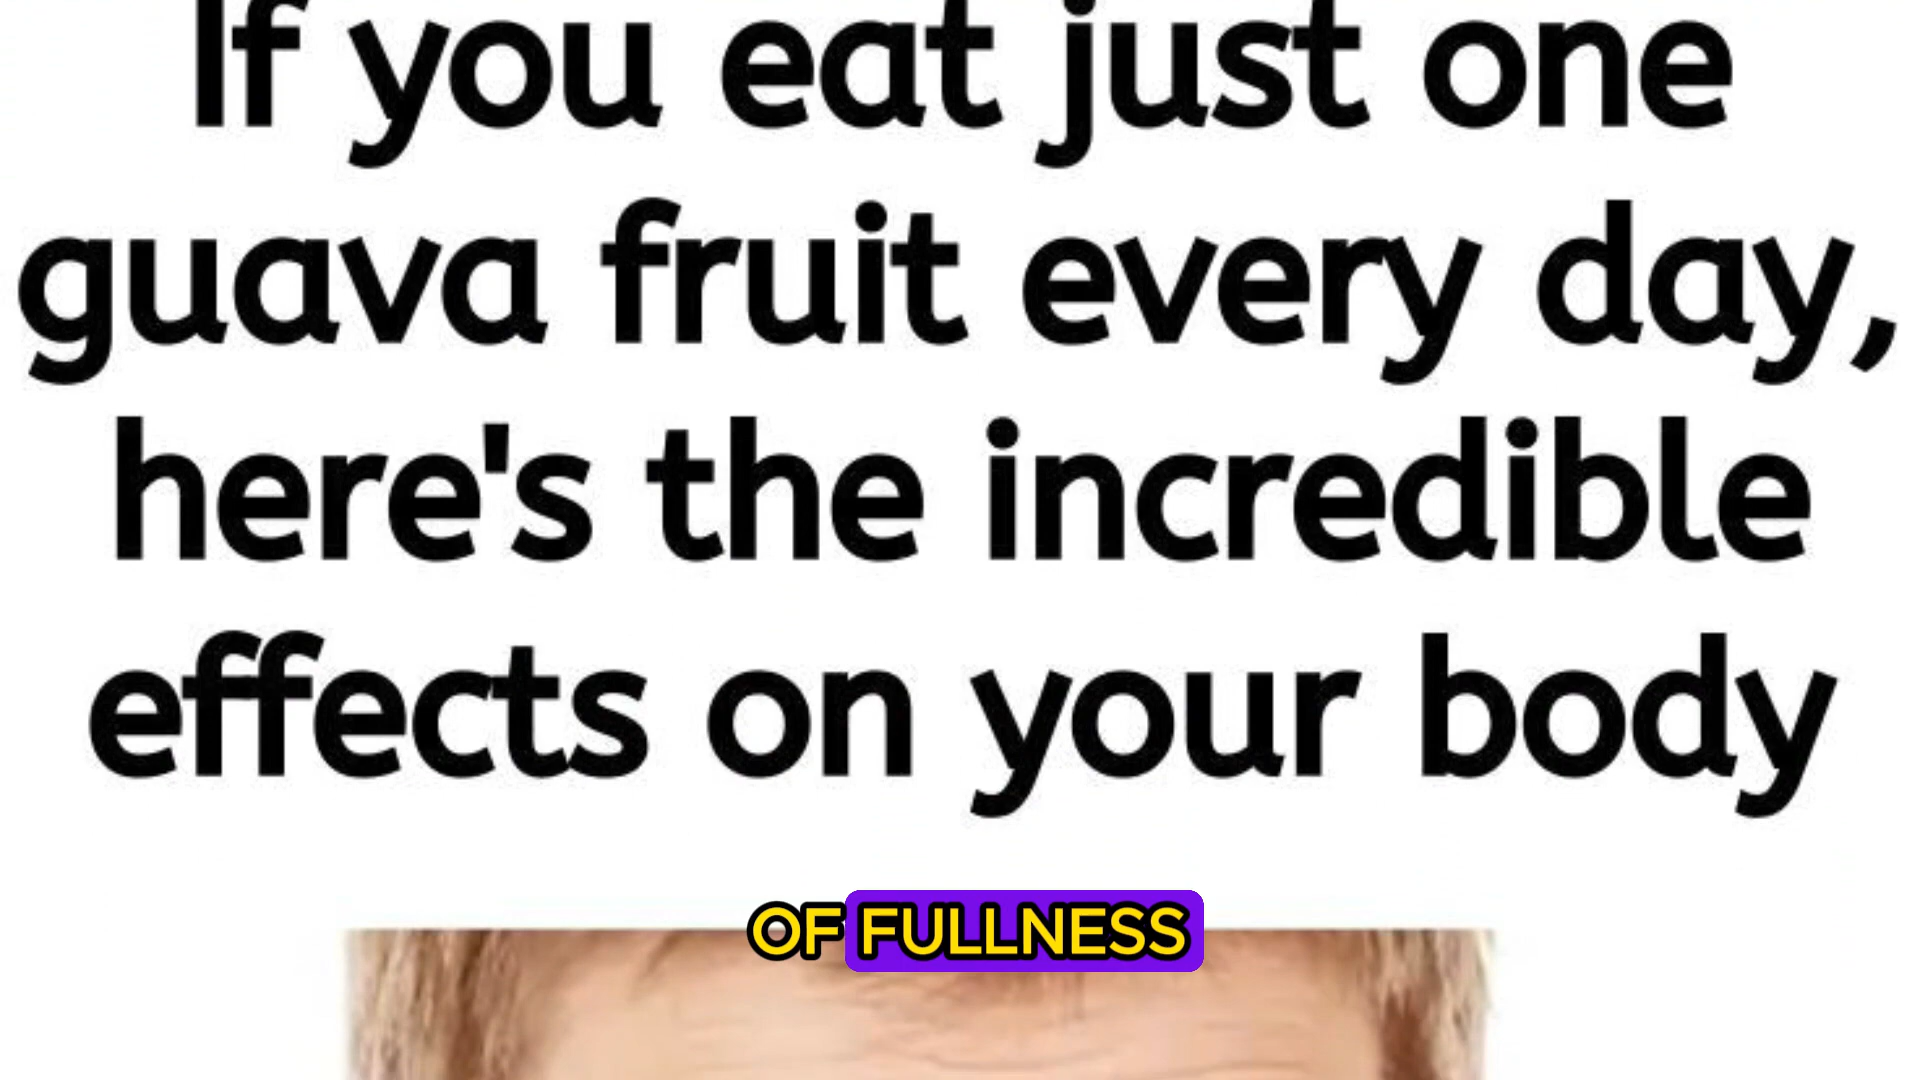 If you eat just one
guava fruit every day,
here's the incredible
effects on your body
OF FULLNESS